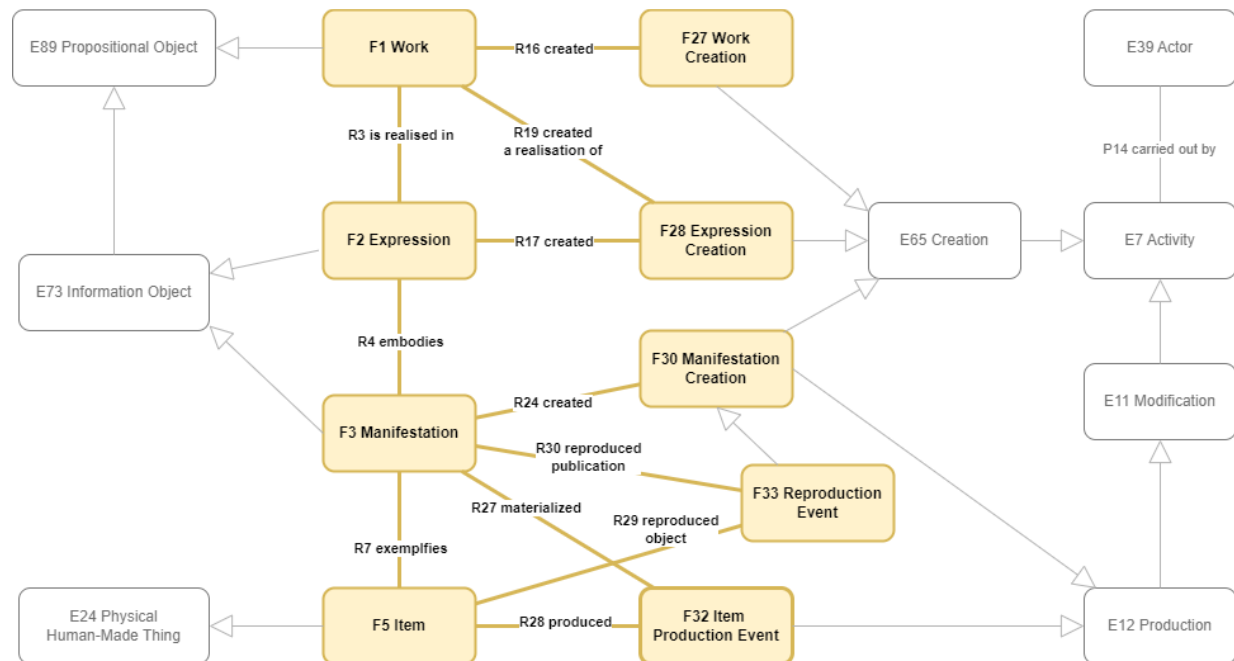 E89 Propositional Object
F1 Work
R16 created
F27 Work
Creation
E39 Actor
R3 is realised in
R19 created
a realisation of
P14 carried out by
F2 Expression
R17 created
F28 Expression
Creation
E65 Creation
E7 Activity
E73 Information Object
R4 embodies
F30 Manifestation
Creation
R24 created
E11 Modification
F3 Manifestation
R30 reproduced
publication
F33 Reproduction
Event
R27 materialized
R29 reproduced
object
R7 exemplfies
E24 Physical
Human-Made Thing
F5 Item
R28 produced
F32 Item
Production Event
E12 Production